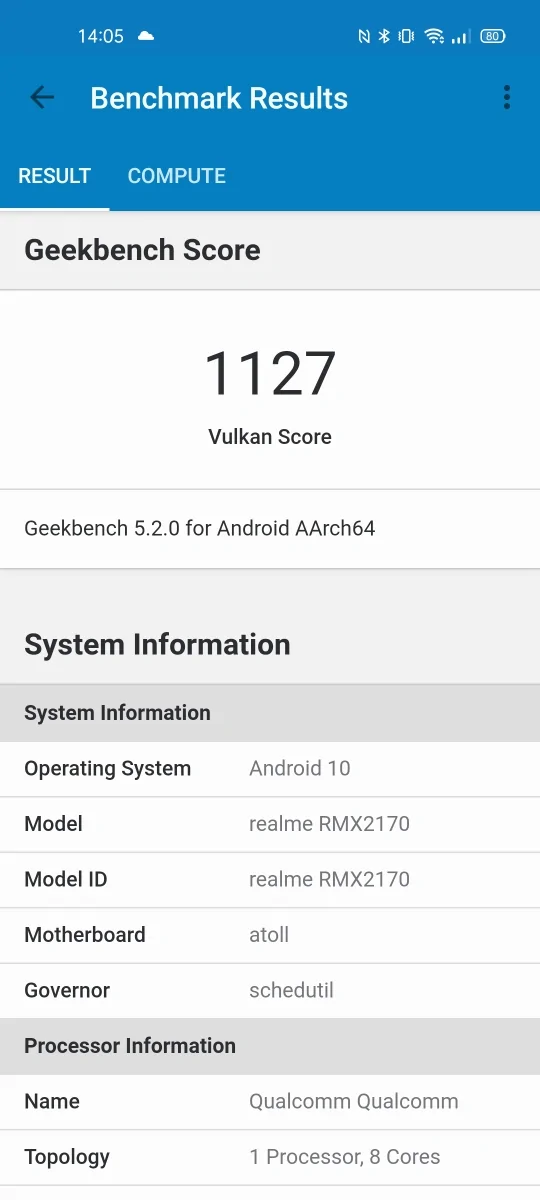 14:05 80
Benchmark Results
RESULT COMPUTE
Geekbench Score
1127
Vulkan Score
Geekbench 5.2.0 for Android AArch64
System Information
System Information
Operating System Android 10
Model realme RMX2170
Model ID realme RMX2170
Motherboard atoll
Governor schedutil
Processor Information
Name Qualcomm Qualcomm
Topology 1 Processor, 8 Cores